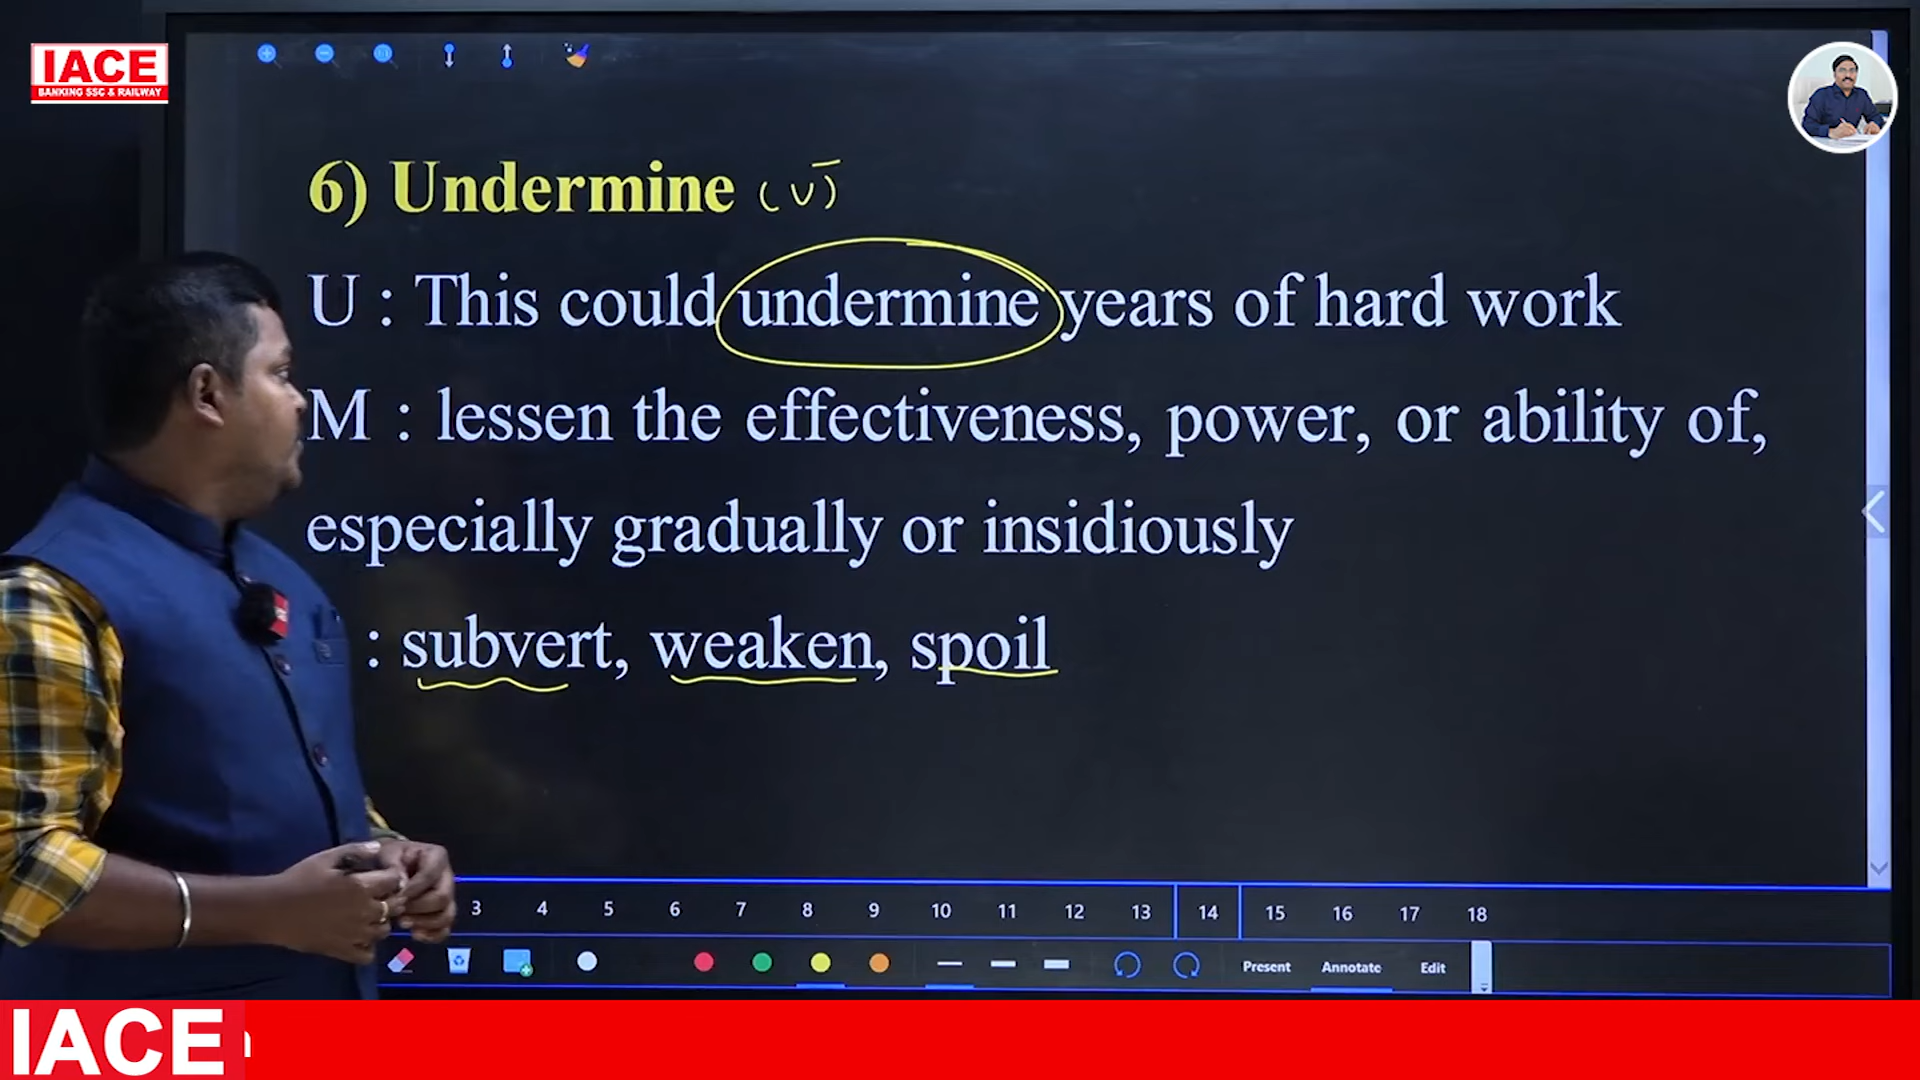 IACE
BANKING SSC & RAILWAY
6) Undermine (v)
U : This could undermine years of hard work
M : lessen the effectiveness, power, or ability of,
especially gradually or insidiously
: subvert, weaken, spoil
3 4 5 6 7 8 9 10 11 12 13 14 15 16 17 18
Present Annotate Edit
IACE